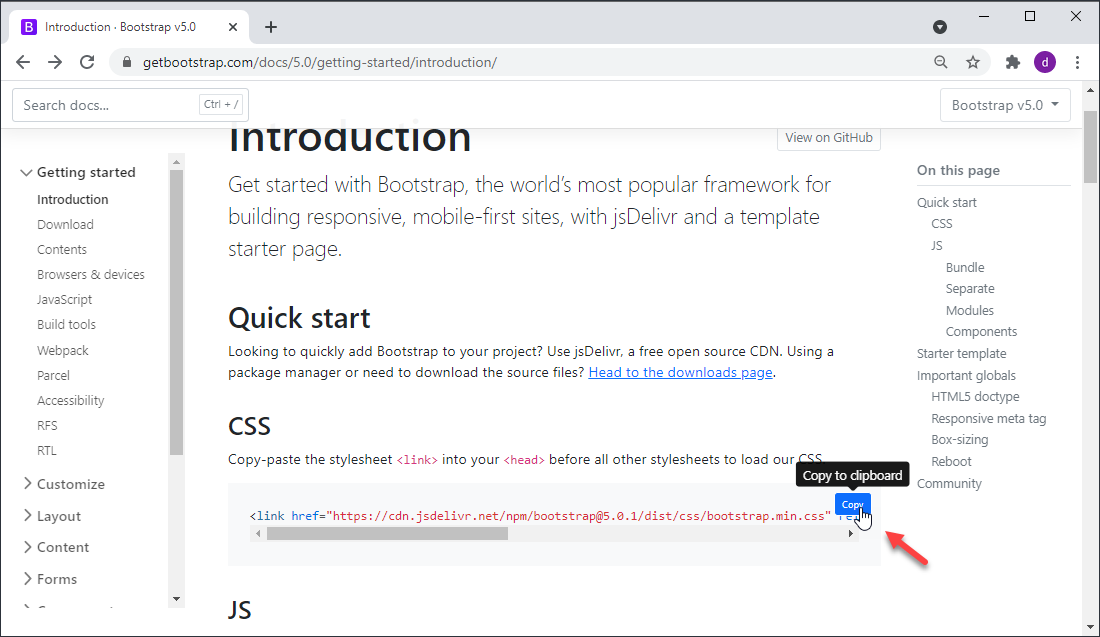 Introduction · Bootstrap v5.0
getbootstrap.com/docs/5.0/getting-started/introduction/
d
Search docs...
Ctrl + /
Bootstrap v5.0
Getting started
Introduction
Download
Contents
Browsers & devices
JavaScript
Build tools
Webpack
Parcel
Accessibility
RFS
RTL
Customize
Layout
Content
Forms
Introduction
View on GitHub
Get started with Bootstrap, the world's most popular framework for
building responsive, mobile-first sites, with jsDelivr and a template
starter page.
Quick start
Looking to quickly add Bootstrap to your project? Use jsDelivr, a free open source CDN. Using a
package manager or need to download the source files? Head to the downloads page.
CSS
Copy-paste the stylesheet <link> into your <head> before all other stylesheets to load our CSS.
Copy to clipboard
Copy
<link href="https://cdn.jsdelivr.net/npm/bootstrap@5.0.1/dist/css/bootstrap.min.css"
JS
On this page
Quick start
CSS
JS
Bundle
Separate
Modules
Components
Starter template
Important globals
HTML5 doctype
Responsive meta tag
Box-sizing
Reboot
Community